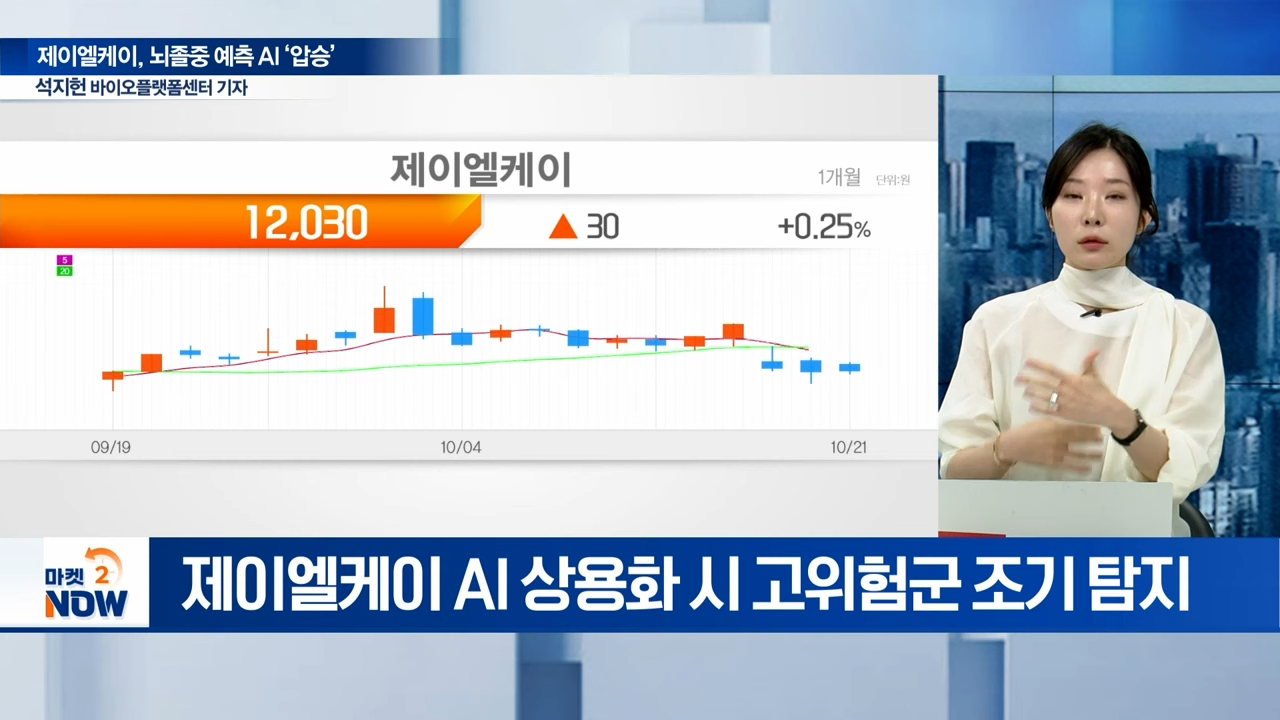 제이엘케이, 뇌졸중 예측 AI ‘압승’
석지헌 바이오플랫폼센터 기자
제이엘케이
1개월 단위:원
12,030 ▲ 30 +0.25%
5
20
09/19 10/04 10/21
마켓 2
NOW
제이엘케이 AI 상용화 시 고위험군 조기 탐지